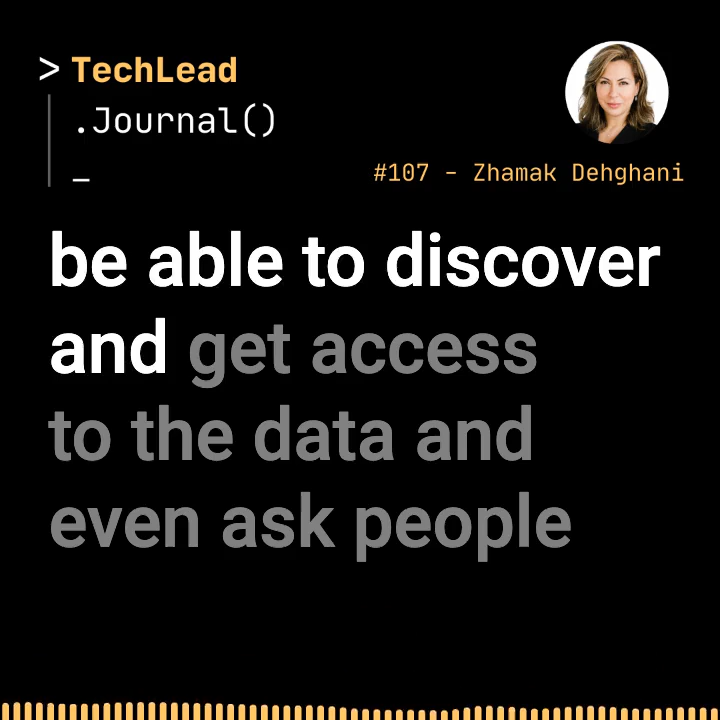 > TechLead
.Journal()
_
#107 - Zhamak Dehghani
be able to discover
and get access
to the data and
even ask people